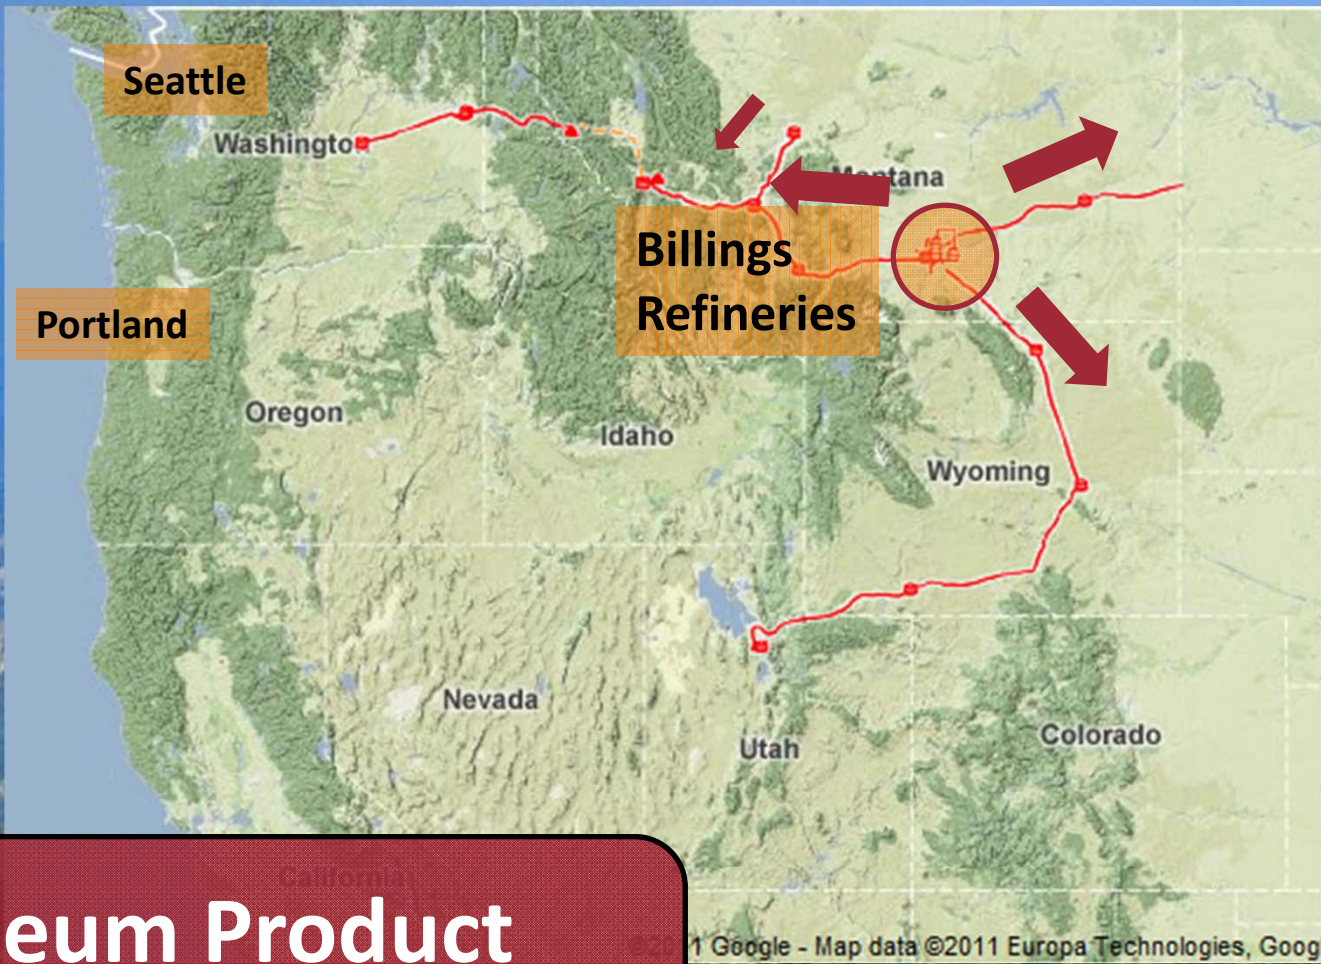 Seattle
Washington
Montana
Billings
Refineries
Portland
Oregon
Idaho
Wyoming
Nevada
Utah
Colorado
California
eum Product
©2011 Google - Map data ©2011 Europa Technologies, Goog